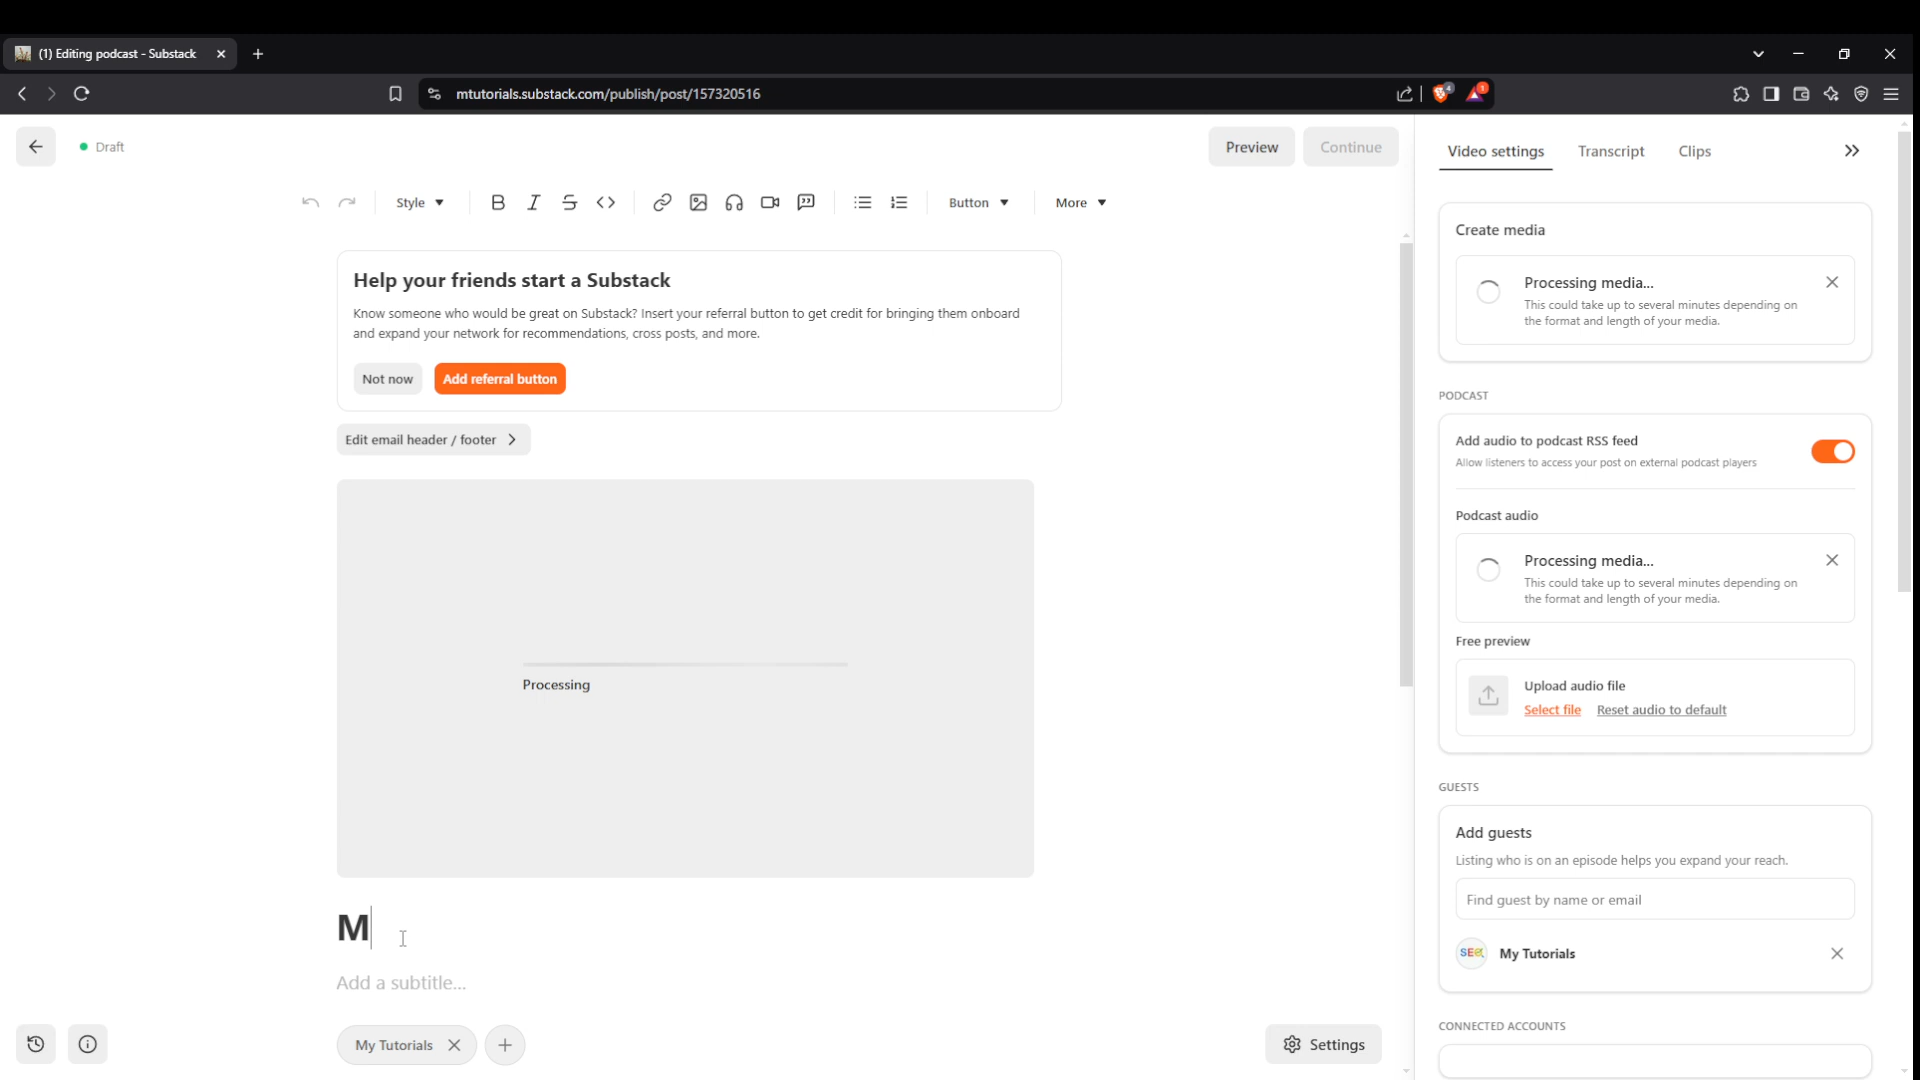 (1) Editing podcast - Substack
mtutorials.substack.com/publish/post/157320516
4
1
Draft
Preview
Continue
Style
Button
More
Help your friends start a Substack
Know someone who would be great on Substack? Insert your referral button to get credit for bringing them onboard
and expand your network for recommendations, cross posts, and more.
Not now
Add referral button
Edit email header / footer
Processing
M
Add a subtitle...
My Tutorials
Settings
Video settings
Transcript
Clips
Create media
Processing media...
This could take up to several minutes depending on
the format and length of your media.
PODCAST
Add audio to podcast RSS feed
Allow listeners to access your post on external podcast players
Podcast audio
Processing media...
This could take up to several minutes depending on
the format and length of your media.
Free preview
Upload audio file
Select file Reset audio to default
GUESTS
Add guests
Listing who is on an episode helps you expand your reach.
Find guest by name or email
SEO
My Tutorials
CONNECTED ACCOUNTS